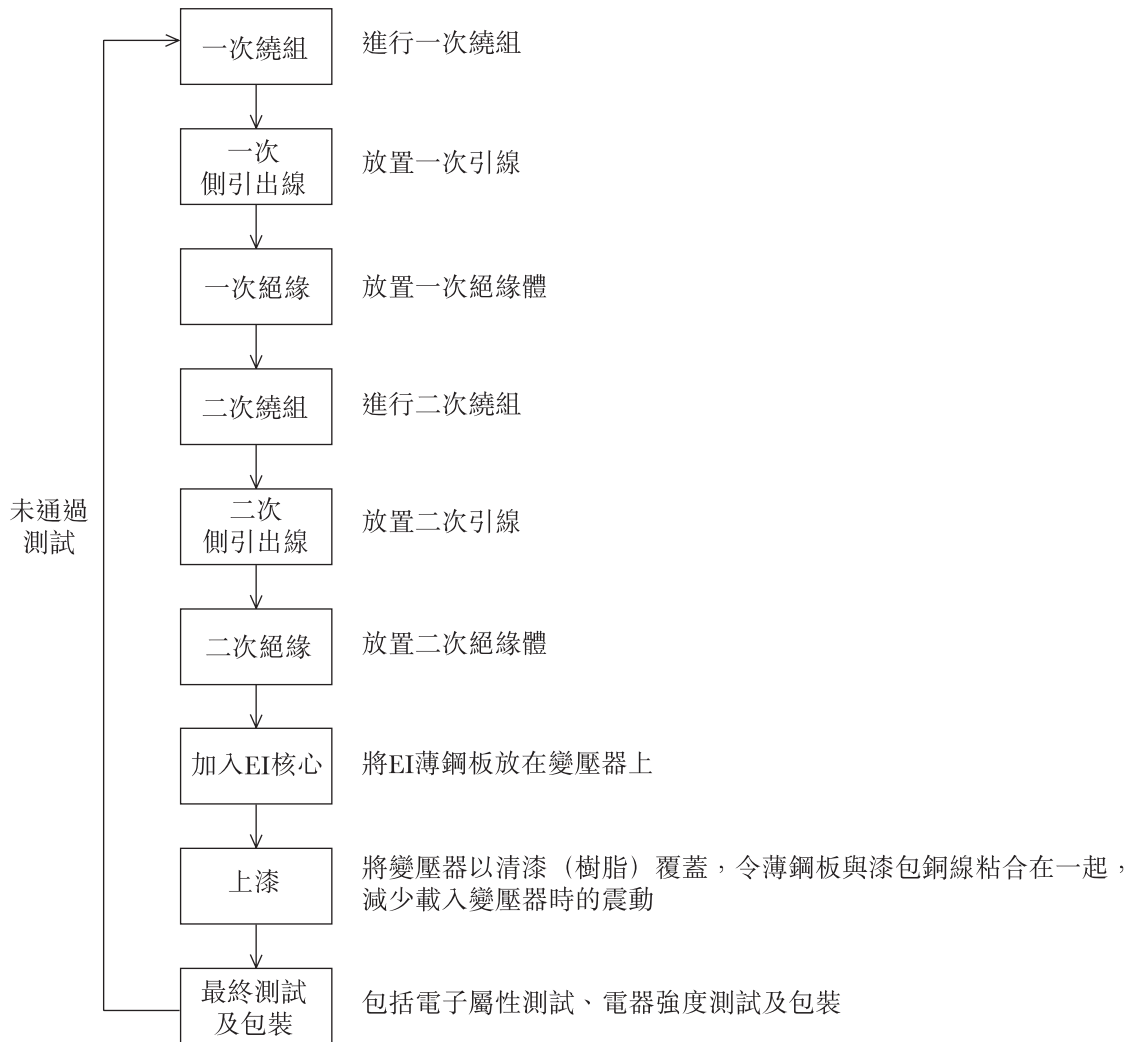 一次繞組
進行一次繞組
一次
側引出線
放置一次引線
一次絕緣
放置一次絕緣體
二次繞組
進行二次繞組
未通過
測試
二次
側引出線
放置二次引線
二次絕緣
放置二次絕緣體
加入EI核心
將EI薄鋼板放在變壓器上
上漆
將變壓器以清漆（樹脂）覆蓋，令薄鋼板與漆包銅線粘合在一起，
減少載入變壓器時的震動
最終測試
及包裝
包括電子屬性測試、電器強度測試及包裝